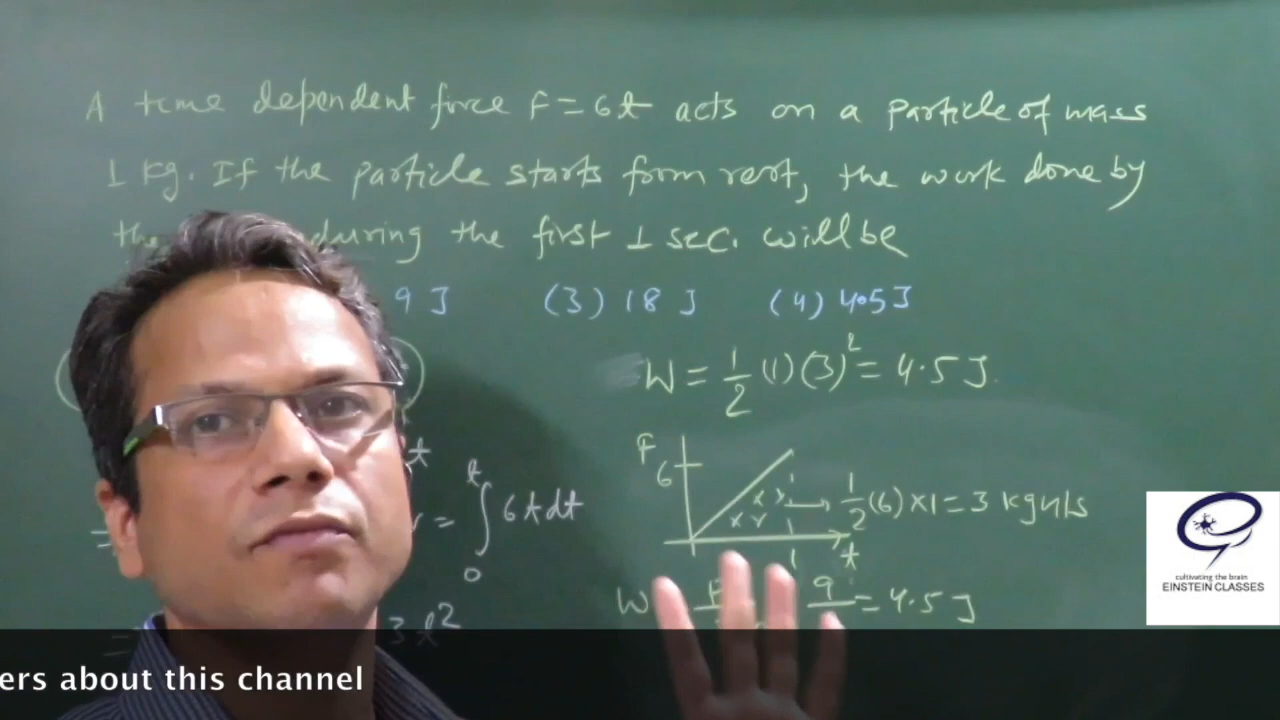 A time dependent force F = 6t acts on a particle of mass
1 kg. If the particle starts from rest, the work done by
the during the first 1 sec. will be
9 J (3) 18 J (4) 4.5 J
W = 1/2 (1) (3)² = 4.5 J.
F
6
t
= ∫₀ᵗ 6t dt
1/2 (6) × 1 = 3 kg m/s
1 t
W 9 = 4.5 J
= 3t²
cultivating the brain
EINSTEIN CLASSES
ers about this channel